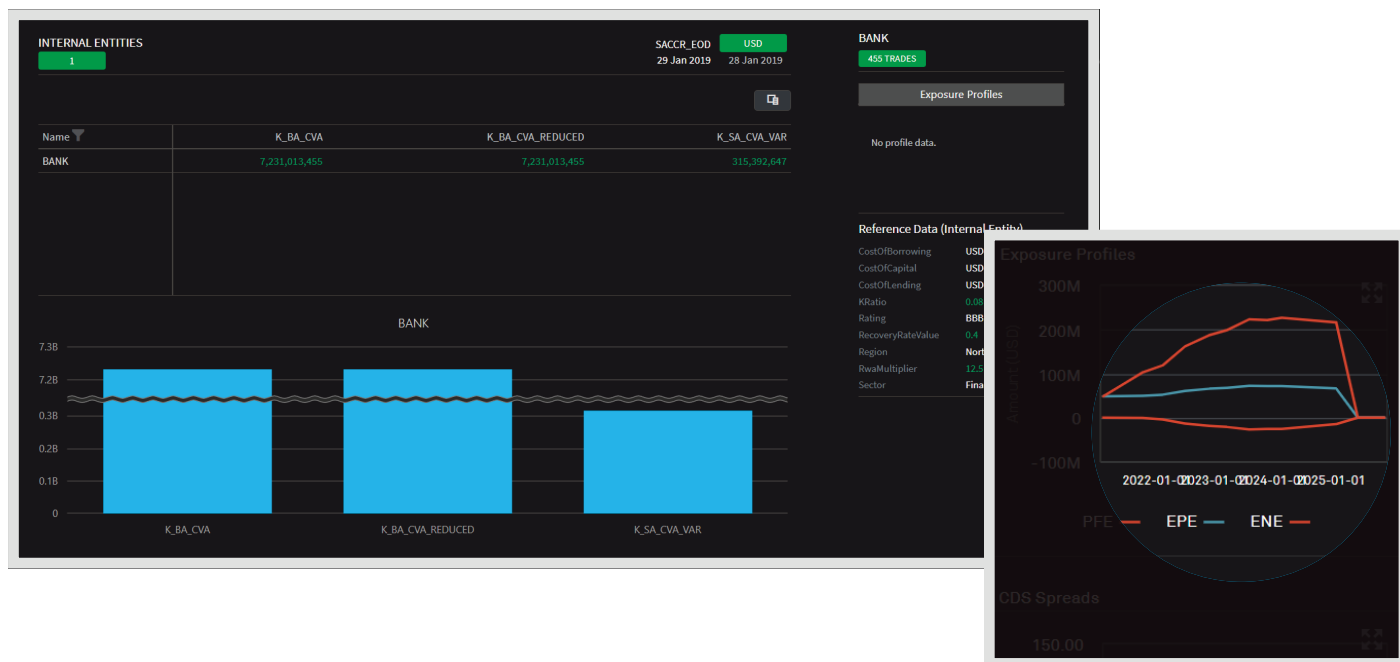 INTERNAL ENTITIES
1
SACCR_EOD USD
29 Jan 2019 28 Jan 2019
Name K_BA_CVA K_BA_CVA_REDUCED K_SA_CVA_VAR
BANK 7,231,013,455 7,231,013,455 315,392,647
BANK
7.3B
7.2B
0.3B
0.2B
0.1B
0
K_BA_CVA K_BA_CVA_REDUCED K_SA_CVA_VAR
BANK
455 TRADES
Exposure Profiles
No profile data.
Reference Data (Internal Entity)
CostOfBorrowing USD
CostOfCapital USD
CostOfLending USD
KRatio 0.08
Rating BBB
RecoveryRateValue 0.4
Region Nort
RwaMultiplier 12.5
Sector Fina
Exposure Profiles
300M
200M
100M
0
-100M
Amount (USD)
2022-01-01 2023-01-01 2024-01-01 2025-01-01
PFE EPE ENE
CDS Spreads
150.00